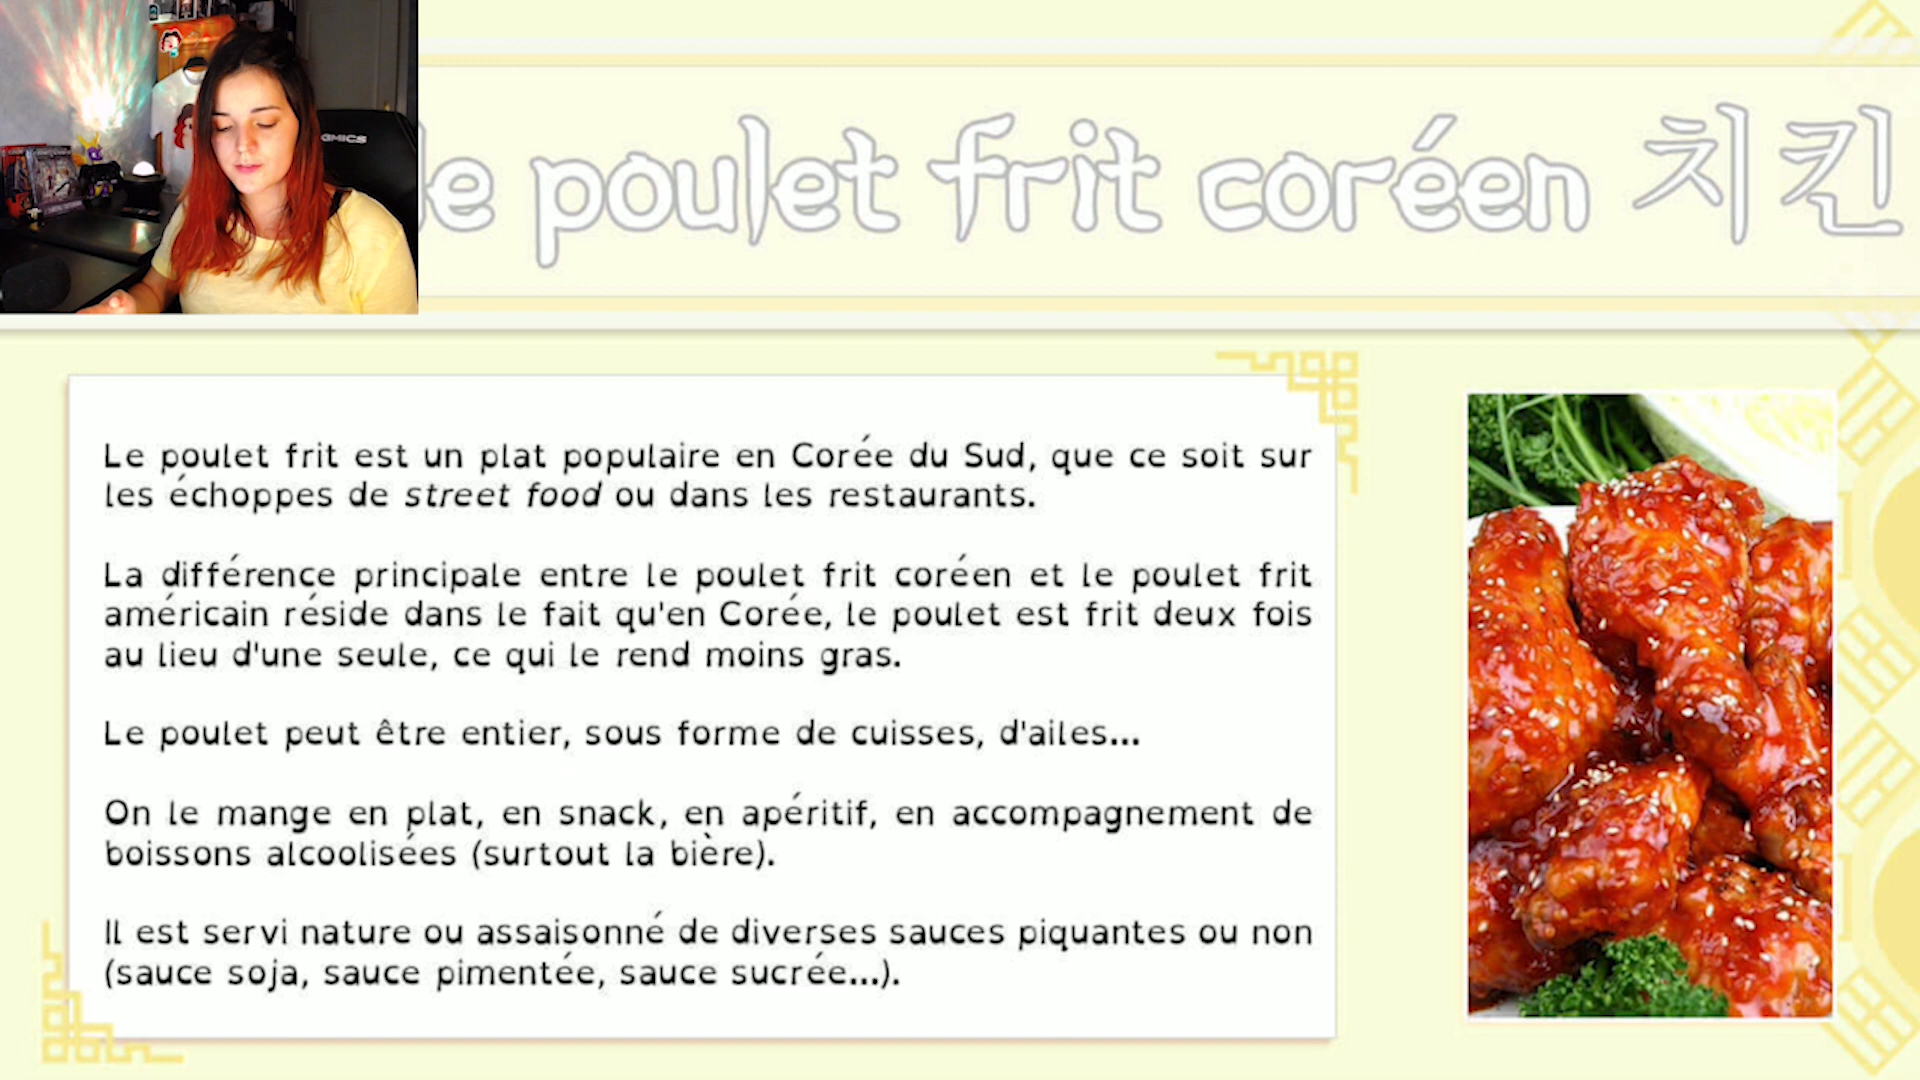 le poulet frit coréen 치킨
Le poulet frit est un plat populaire en Corée du Sud, que ce soit sur
les échoppes de street food ou dans les restaurants.
La différence principale entre le poulet frit coréen et le poulet frit
américain réside dans le fait qu'en Corée, le poulet est frit deux fois
au lieu d'une seule, ce qui le rend moins gras.
Le poulet peut être entier, sous forme de cuisses, d'ailes...
On le mange en plat, en snack, en apéritif, en accompagnement de
boissons alcoolisées (surtout la bière).
Il est servi nature ou assaisonné de diverses sauces piquantes ou non
(sauce soja, sauce pimentée, sauce sucrée...).